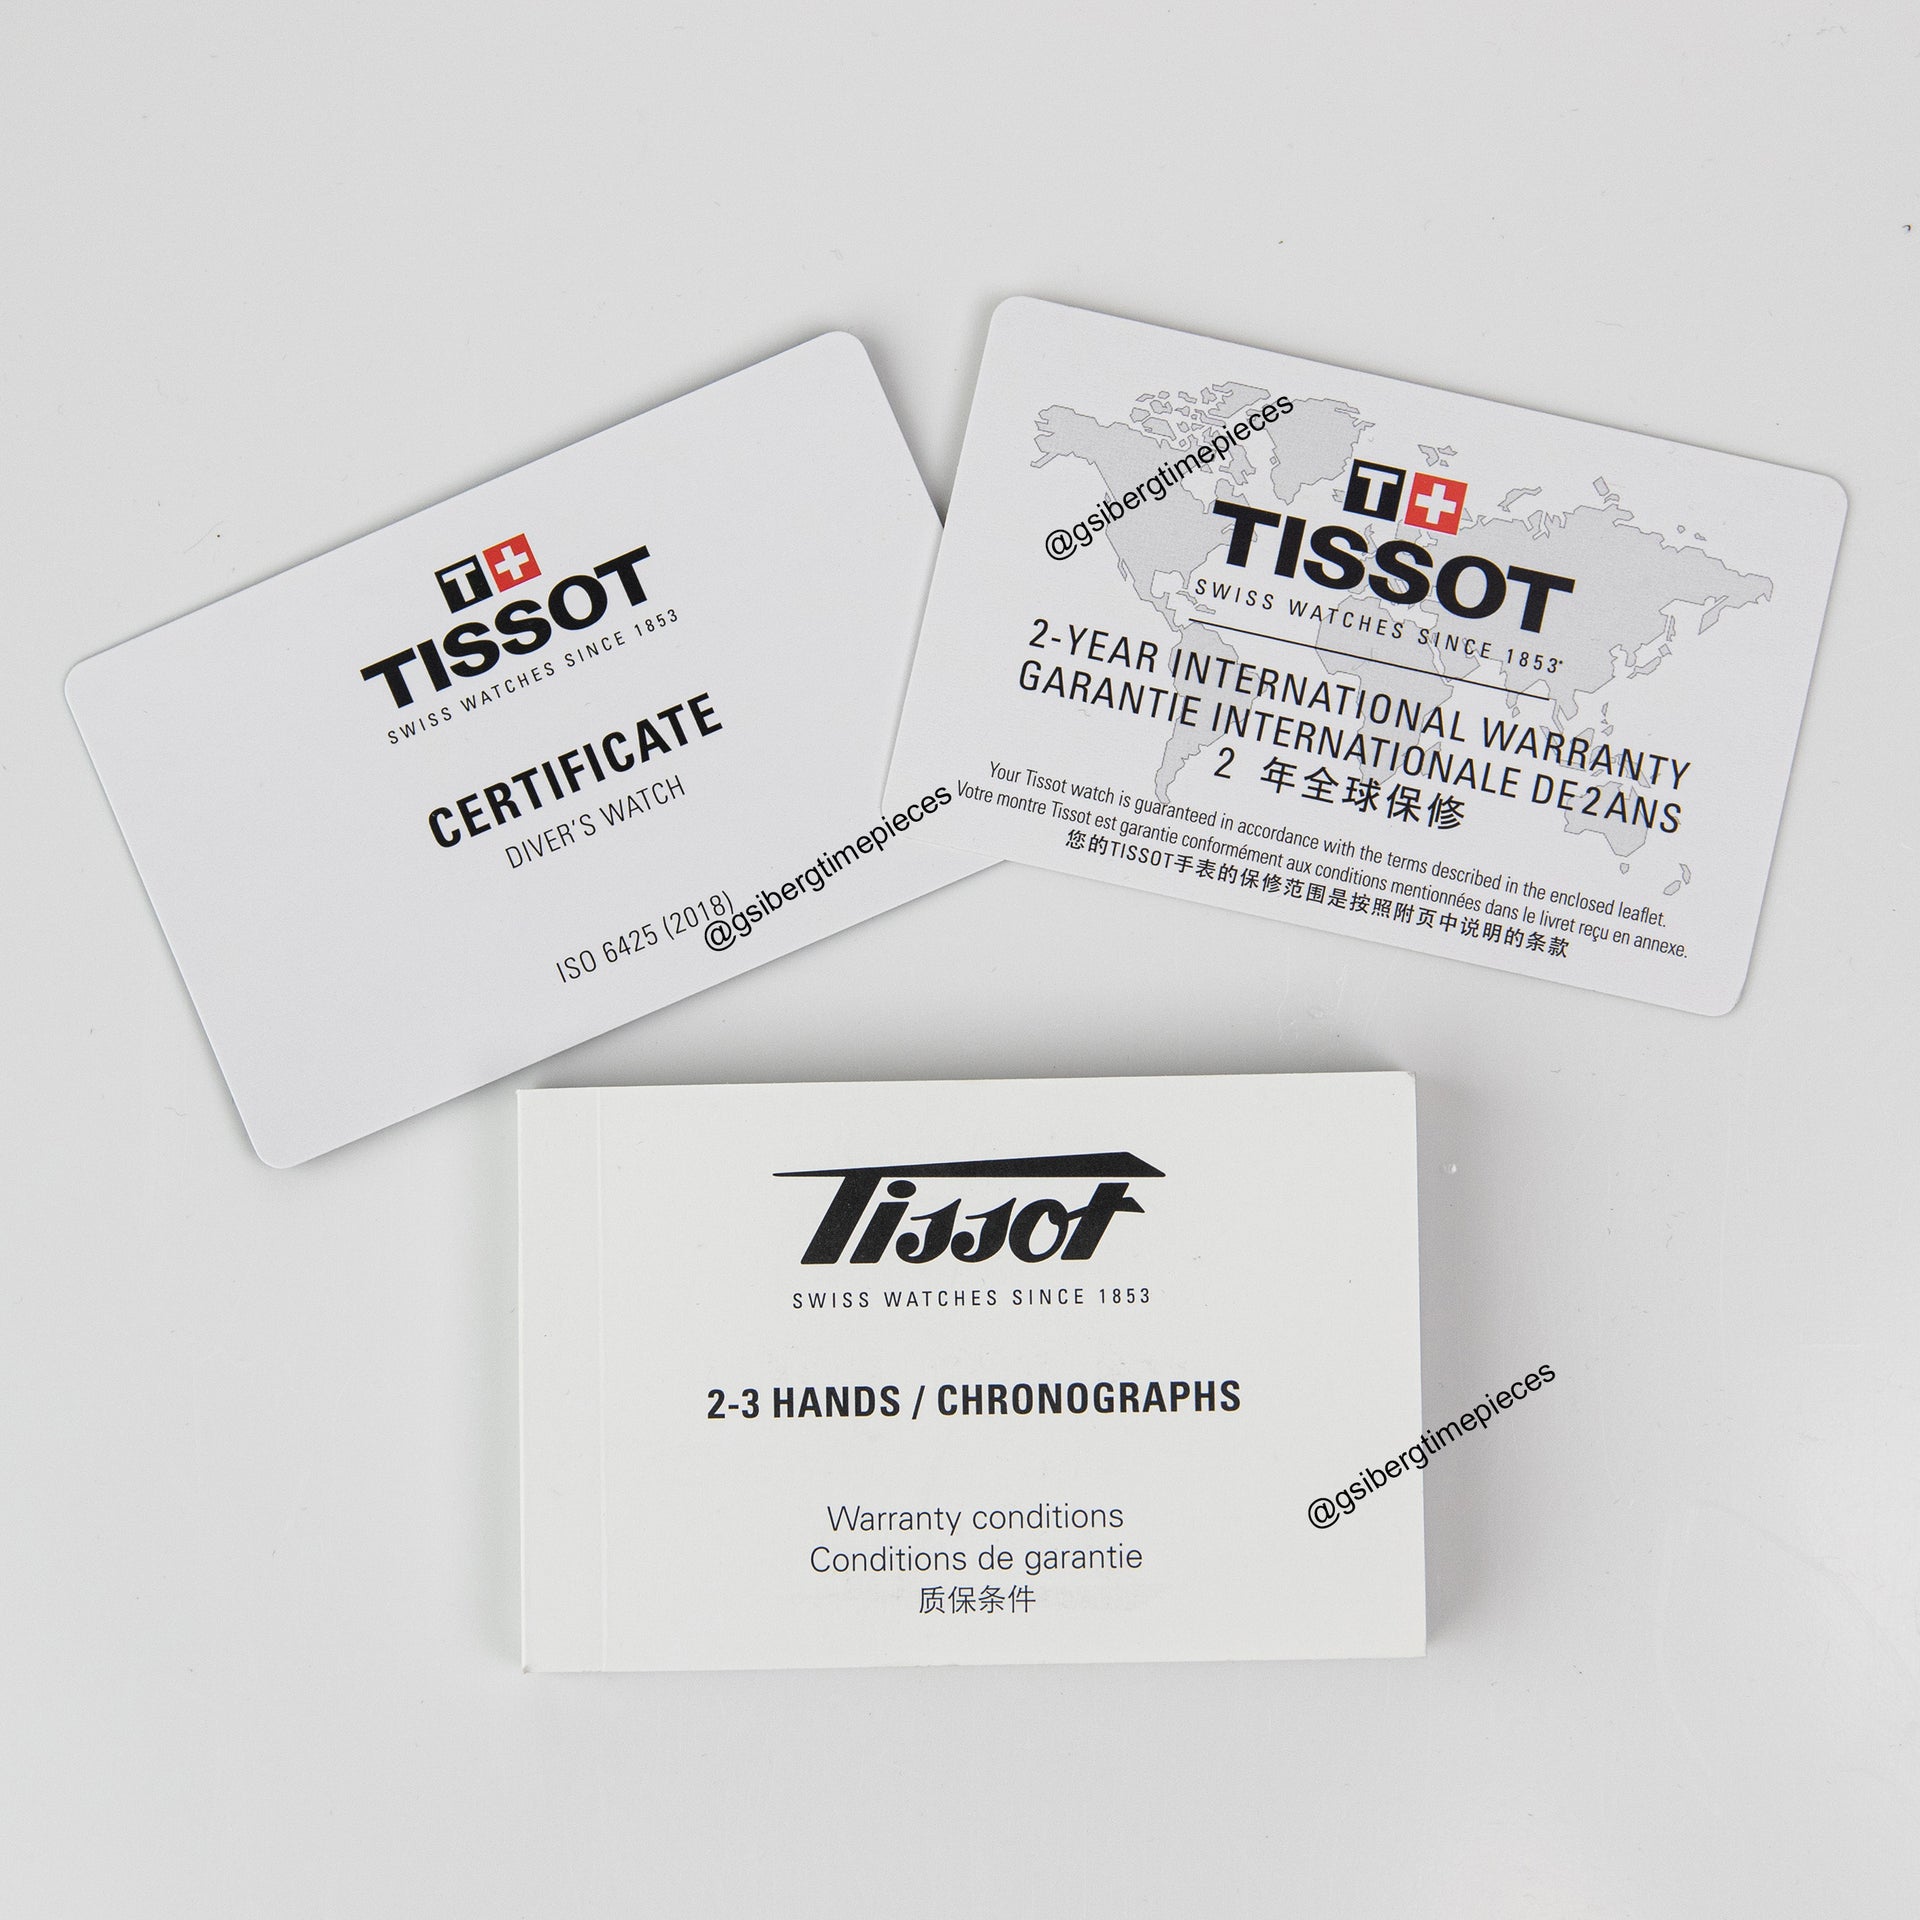 T+
TISSOT
SWISS WATCHES SINCE 1853
CERTIFICATE
DIVER'S WATCH
ISO 6425 (2018)
@gsibergtimepieces
T+
TISSOT
SWISS WATCHES SINCE 1853
2-YEAR INTERNATIONAL WARRANTY
GARANTIE INTERNATIONALE DE 2 ANS
2 年全球保修
Your Tissot watch is guaranteed in accordance with the terms described in the enclosed leaflet.
Votre montre Tissot est garantie conformément aux conditions mentionnées dans le livret reçu en annexe.
您的TISSOT手表的保修范围是按照附页中说明的条款
@gsibergtimepieces
Tissot
SWISS WATCHES SINCE 1853
2-3 HANDS / CHRONOGRAPHS
Warranty conditions
Conditions de garantie
质保条件
@gsibergtimepieces